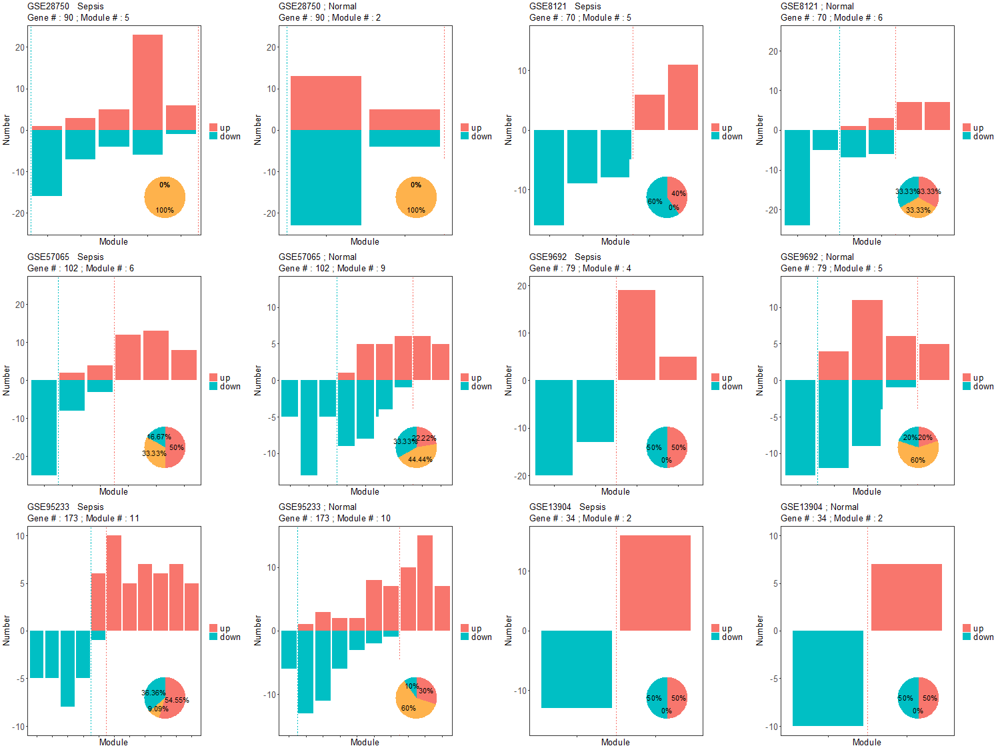 GSE28750   Sepsis
Gene # : 90 ; Module # : 5
20
10
0
-10
-20
Number
Module
up
down
0%
100%
GSE28750 ; Normal
Gene # : 90 ; Module # : 2
20
10
0
-10
-20
Number
Module
up
down
0%
100%
GSE8121   Sepsis
Gene # : 70 ; Module # : 5
10
0
-10
Number
Module
up
down
40%
60%
0%
GSE8121 ; Normal
Gene # : 70 ; Module # : 6
20
10
0
-10
-20
Number
Module
up
down
33.33%
33.33%
33.33%
GSE57065   Sepsis
Gene # : 102 ; Module # : 6
20
10
0
-10
-20
Number
Module
up
down
16.67%
50%
33.33%
GSE57065 ; Normal
Gene # : 102 ; Module # : 9
10
5
0
-5
-10
Number
Module
up
down
22.22%
33.33%
44.44%
GSE9692   Sepsis
Gene # : 79 ; Module # : 4
20
10
0
-10
-20
Number
Module
up
down
50%
50%
0%
GSE9692 ; Normal
Gene # : 79 ; Module # : 5
10
5
0
-5
-10
Number
Module
up
down
20%
20%
60%
GSE95233   Sepsis
Gene # : 173 ; Module # : 11
10
5
0
-5
-10
Number
Module
up
down
36.36%
54.55%
9.09%
GSE95233 ; Normal
Gene # : 173 ; Module # : 10
10
0
-10
Number
Module
up
down
10%
30%
60%
GSE13904   Sepsis
Gene # : 34 ; Module # : 2
10
0
-10
Number
Module
up
down
50%
50%
0%
GSE13904 ; Normal
Gene # : 34 ; Module # : 2
10
5
0
-5
-10
Number
Module
up
down
50%
50%
0%